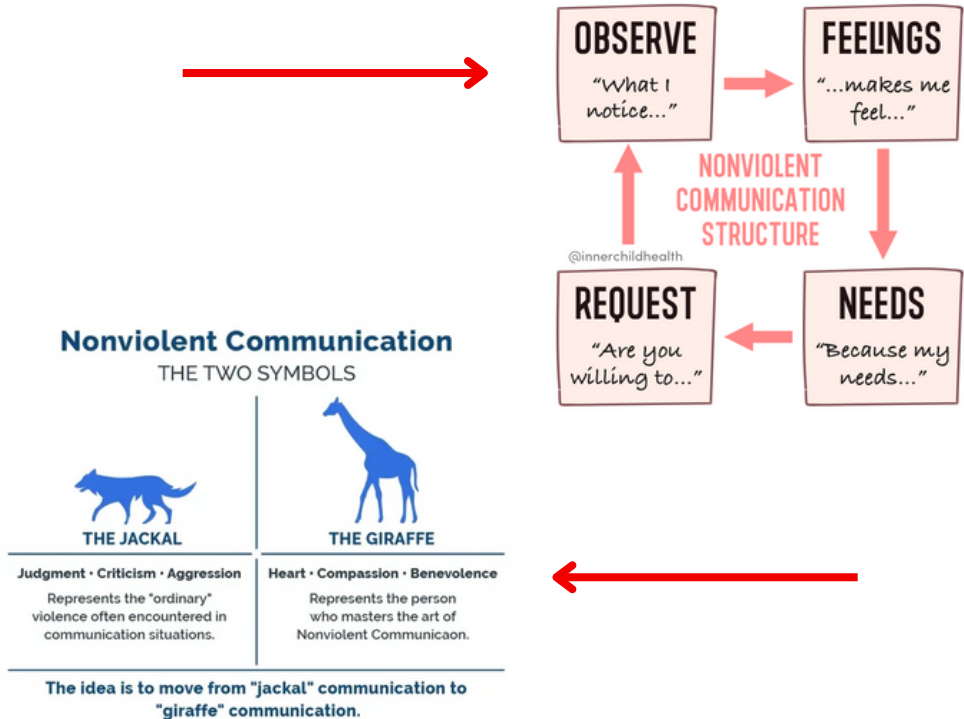 OBSERVE
"What I
notice..."
FEELINGS
"...makes me
feel..."
NONVIOLENT
COMMUNICATION
STRUCTURE
@innerchildhealth
REQUEST
"Are you
willing to..."
NEEDS
"Because my
needs..."
Nonviolent Communication
THE TWO SYMBOLS
THE JACKAL
Judgment · Criticism · Aggression
Represents the "ordinary"
violence often encountered in
communication situations.
THE GIRAFFE
Heart · Compassion · Benevolence
Represents the person
who masters the art of
Nonviolent Communicaon.
The idea is to move from "jackal" communication to
"giraffe" communication.